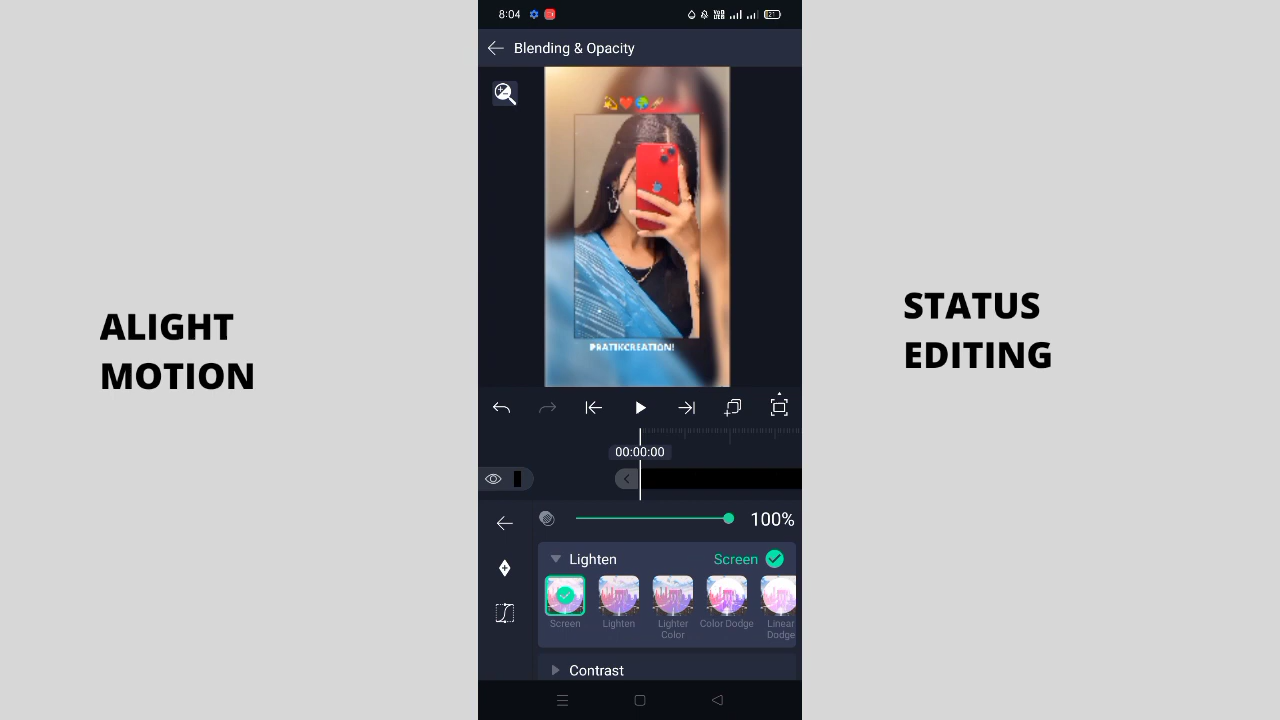 8:04
Blending & Opacity
PRATIKCREATION!
ALIGHT
MOTION
STATUS
EDITING
00:00:00
100%
Lighten Screen
Screen Lighten Lighter Color Color Dodge Linear Dodge
Contrast